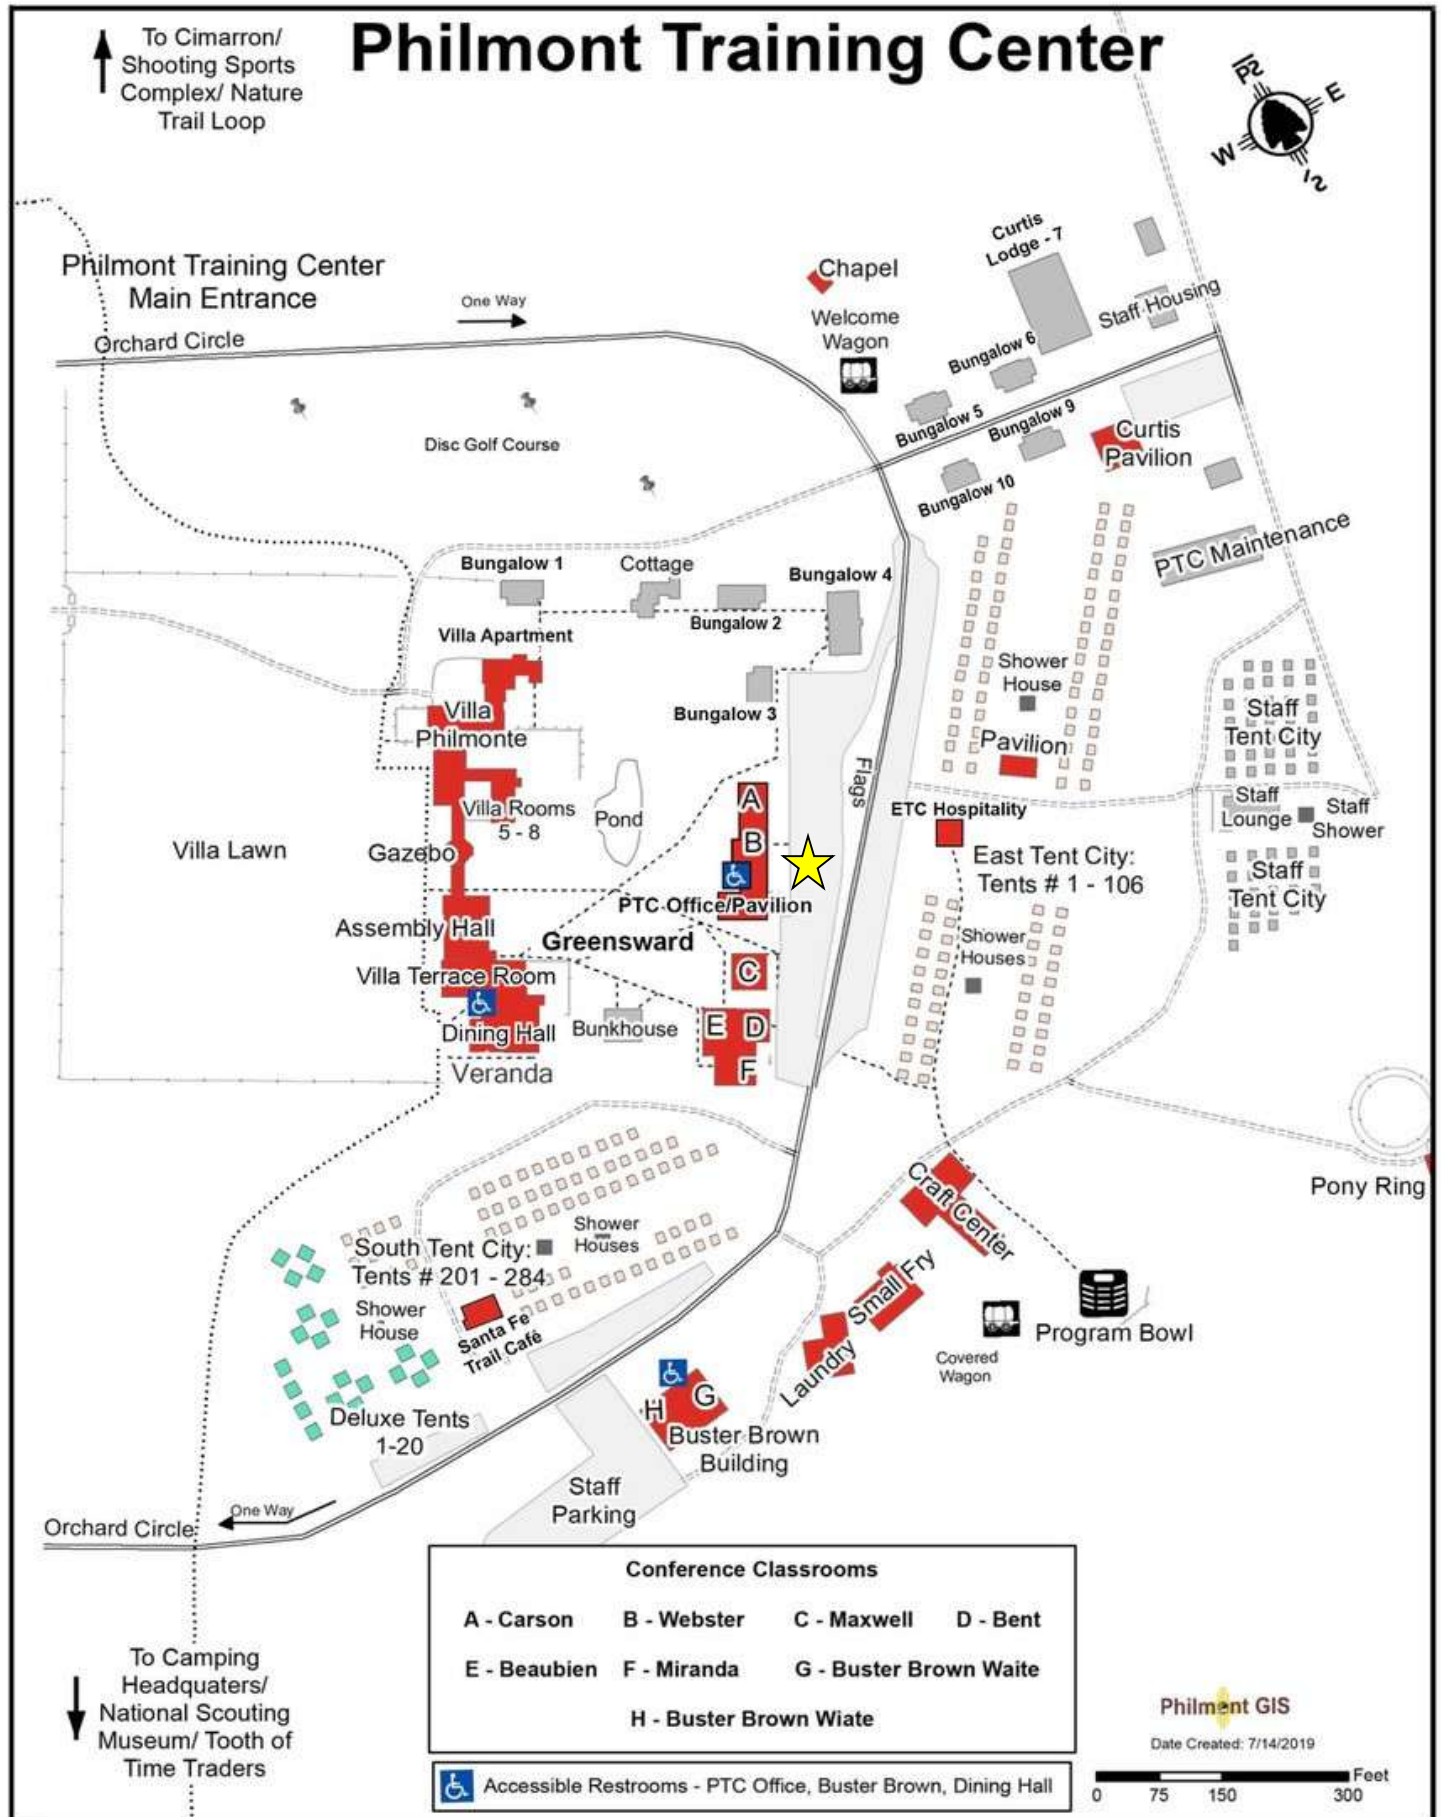 Philmont Training Center
To Cimarron/
Shooting Sports
Complex/ Nature
Trail Loop
N
E
W
S
Philmont Training Center
Main Entrance
One Way
Orchard Circle
Chapel
Welcome
Wagon
Curtis
Lodge - 7
Staff Housing
Bungalow 6
Bungalow 5
Bungalow 9
Bungalow 10
Curtis
Pavilion
Disc Golf Course
PTC Maintenance
Bungalow 1
Cottage
Bungalow 4
Bungalow 2
Villa Apartment
Bungalow 3
Villa
Philmonte
Shower
House
Pavilion
Staff
Tent City
Flags
Villa Rooms
5 - 8
Pond
A
B
ETC Hospitality
Staff
Lounge
Staff
Shower
Villa Lawn
Gazebo
East Tent City:
Tents # 1 - 106
Staff
Tent City
PTC Office/Pavilion
Assembly Hall
Greensward
Shower
Houses
Villa Terrace Room
C
Dining Hall
Bunkhouse
E
D
F
Veranda
Pony Ring
Craft Center
Shower
Houses
South Tent City:
Tents # 201 - 284
Small Fry
Shower
House
Santa Fe
Trail Café
Laundry
Covered
Wagon
Program Bowl
G
H
Buster Brown
Building
Deluxe Tents
1-20
Staff
Parking
One Way
Orchard Circle
To Camping
Headquaters/
National Scouting
Museum/ Tooth of
Time Traders
Conference Classrooms
A - Carson B - Webster C - Maxwell D - Bent
E - Beaubien F - Miranda G - Buster Brown Waite
H - Buster Brown Wiate
Accessible Restrooms - PTC Office, Buster Brown, Dining Hall
Philmont GIS
Date Created: 7/14/2019
Feet
0 75 150 300